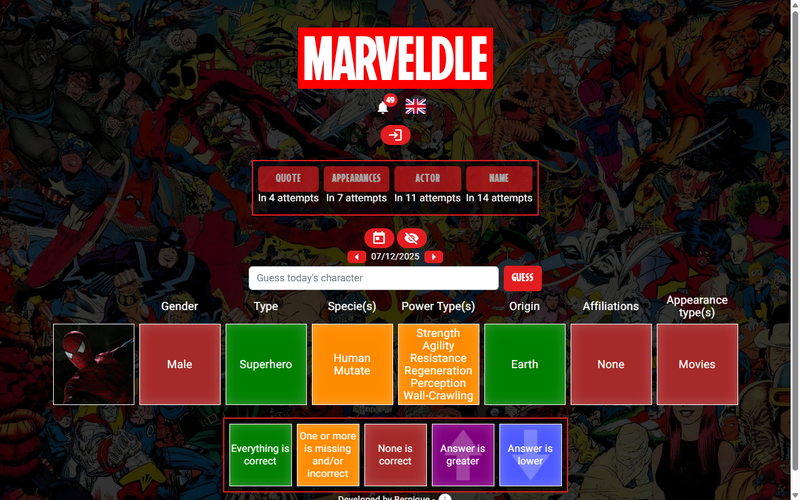 MARVELDLE
49
QUOTE APPEARANCES ACTOR NAME
In 4 attempts In 7 attempts In 11 attempts In 14 attempts
07/12/2025
Guess today's character GUESS
Gender Type Specie(s) Power Type(s) Origin Affiliations Appearance
type(s)
Male
Superhero
Human
Mutate
Strength
Agility
Resistance
Regeneration
Perception
Wall-Crawling
Earth
None
Movies
Everything is
correct
One or more
is missing
and/or
incorrect
None is
correct
Answer is
greater
Answer is
lower
Developed by Bernique -